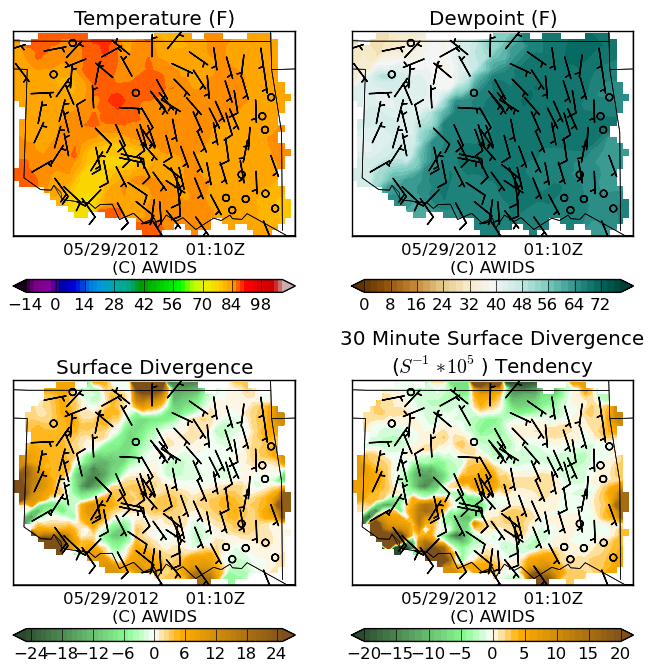 Temperature (F)
Dewpoint (F)
05/29/2012 01:10Z
(C) AWIDS
−14 0 14 28 42 56 70 84 98
05/29/2012 01:10Z
(C) AWIDS
0 8 16 24 32 40 48 56 64 72
Surface Divergence
30 Minute Surface Divergence
(S⁻¹ *10⁵ ) Tendency
05/29/2012 01:10Z
(C) AWIDS
−24 −18 −12 −6 0 6 12 18 24
05/29/2012 01:10Z
(C) AWIDS
−20 −15 −10 −5 0 5 10 15 20